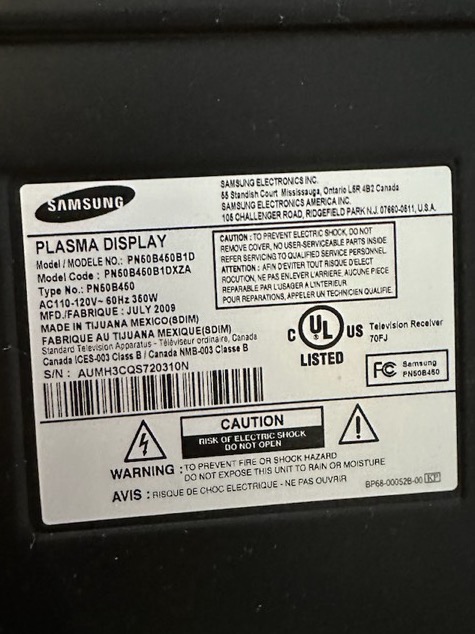 SAMSUNG
SAMSUNG ELECTRONICS INC.
55 Standish Court Mississauga, Ontario L5R 4B2 Canada
SAMSUNG ELECTRONICS AMERICA INC.
105 CHALLENGER ROAD, RIDGEFIELD PARK N.J. 07660-0511, U.S.A.
PLASMA DISPLAY
Model / MODELE NO.: PN50B450B1D
Model Code : PN50B450B1DXZA
Type No.: PN50B450
AC110-120V~ 60Hz 350W
MFD./FABRIQUE : JULY 2009
MADE IN TIJUANA MEXICO(SDIM)
FABRIQUE AU TIJUANA MEXIQUE(SDIM)
Standard Television Apparatus - Téléviseur ordinaire, Canada
Canada ICES-003 Class B / Canada NMB-003 Classe B
S/N : AUMH3CQS720310N
CAUTION : TO PREVENT ELECTRIC SHOCK, DO NOT
REMOVE COVER, NO USER-SERVICEABLE PARTS INSIDE
REFER SERVICING TO QUALIFIED SERVICE PERSONNEL.
ATTENTION : AFIN D'EVITER TOUT RISQUE D'ELECT
ROCUTION, NE PAS ENLEVER L'ARRIERE, AUCUNE PIECE
REPARABLE PAR L'USAGER A L'INTERIEUR
POUR REPARATIONS, APPELER UN TECHNICIEN QUALIFIE.
C UL US
LISTED
Television Receiver
70FJ
FC Samsung
PN50B450
CAUTION
RISK OF ELECTRIC SHOCK
DO NOT OPEN
WARNING : TO PREVENT FIRE OR SHOCK HAZARD
DO NOT EXPOSE THIS UNIT TO RAIN OR MOISTURE
AVIS : RISQUE DE CHOC ELECTRIQUE - NE PAS OUVRIR
BP68-00052B-00 KP